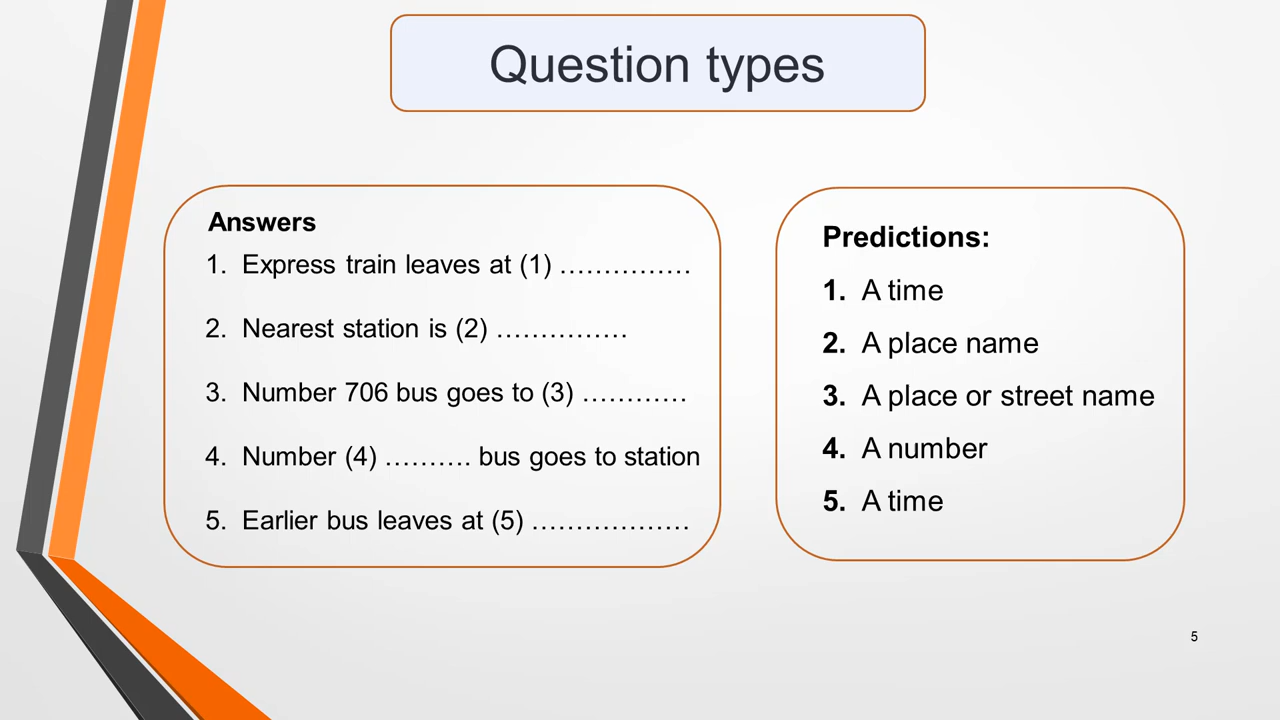 Question types
Answers
1. Express train leaves at (1) ……………
2. Nearest station is (2) ……………
3. Number 706 bus goes to (3) …………
4. Number (4) ………. bus goes to station
5. Earlier bus leaves at (5) ………………
Predictions:
1. A time
2. A place name
3. A place or street name
4. A number
5. A time
5